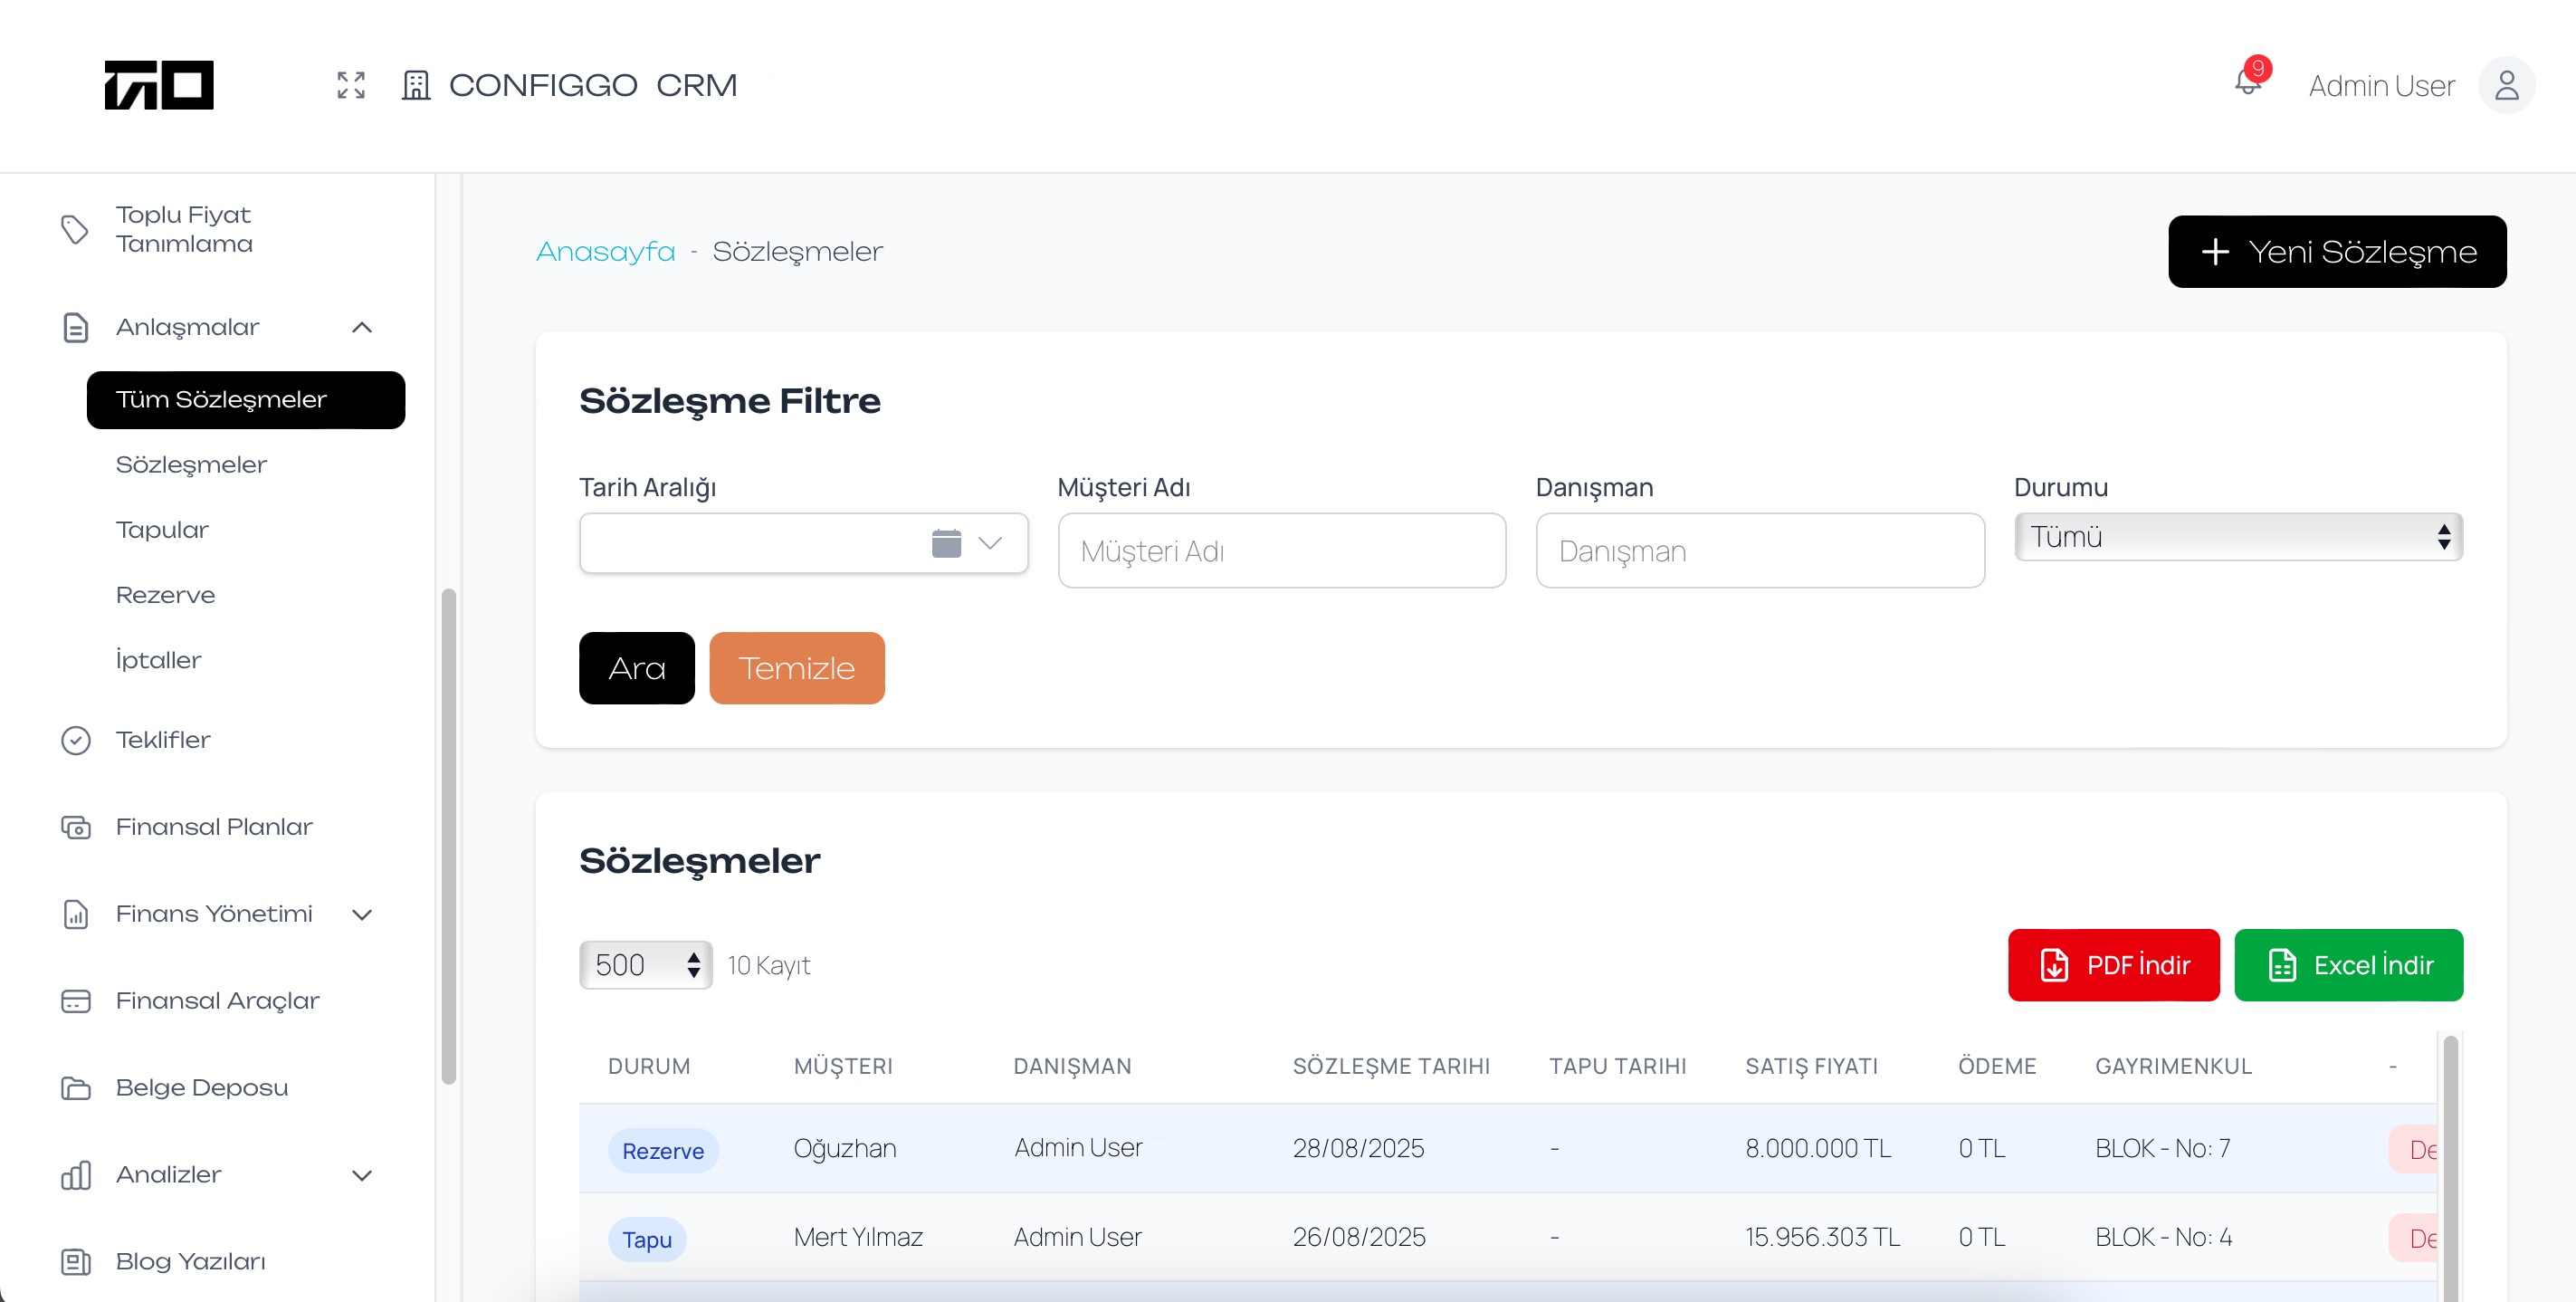 CONFIGGO CRM
9
Admin User
Toplu Fiyat
Tanımlama
Anlaşmalar
Tüm Sözleşmeler
Sözleşmeler
Tapular
Rezerve
İptaller
Teklifler
Finansal Planlar
Finans Yönetimi
Finansal Araçlar
Belge Deposu
Analizler
Blog Yazıları
Anasayfa - Sözleşmeler
+ Yeni Sözleşme
Sözleşme Filtre
Tarih Aralığı Müşteri Adı Danışman Durumu
Müşteri Adı Danışman Tümü
Ara Temizle
Sözleşmeler
500 10 Kayıt PDF İndir Excel İndir
DURUM MÜŞTERI DANIŞMAN SÖZLEŞME TARIHI TAPU TARIHI SATIŞ FIYATI ÖDEME GAYRIMENKUL -
Rezerve Oğuzhan Admin User 28/08/2025 - 8.000.000 TL 0 TL BLOK - No: 7 De
Tapu Mert Yılmaz Admin User 26/08/2025 - 15.956.303 TL 0 TL BLOK - No: 4 De